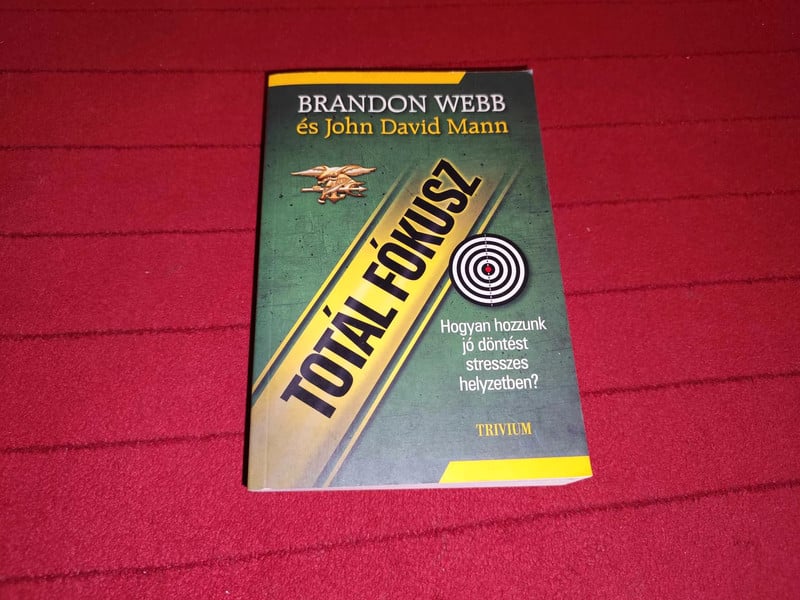 BRANDON WEBB
és John David Mann
TOTÁL FÓKUSZ
Hogyan hozzunk
jó döntést
stresszes
helyzetben?
TRIVIUM